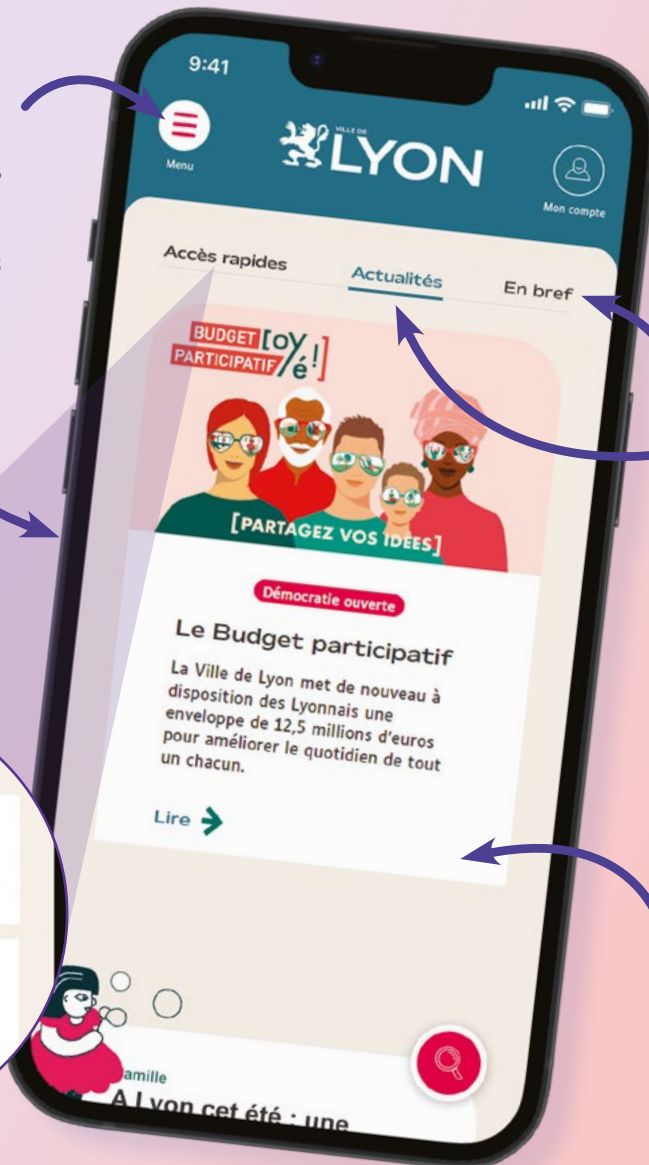 9:41
VILLE DE
LYON
Menu
Mon compte
Accès rapides
Actualités
En bref
BUDGET [oyé!]
PARTICIPATIF
[PARTAGEZ VOS IDÉES]
Démocratie ouverte
Le Budget participatif
La Ville de Lyon met de nouveau à
disposition des Lyonnais une
enveloppe de 12,5 millions d'euros
pour améliorer le quotidien de tout
un chacun.
Lire
amille
A Lyon cet été : une